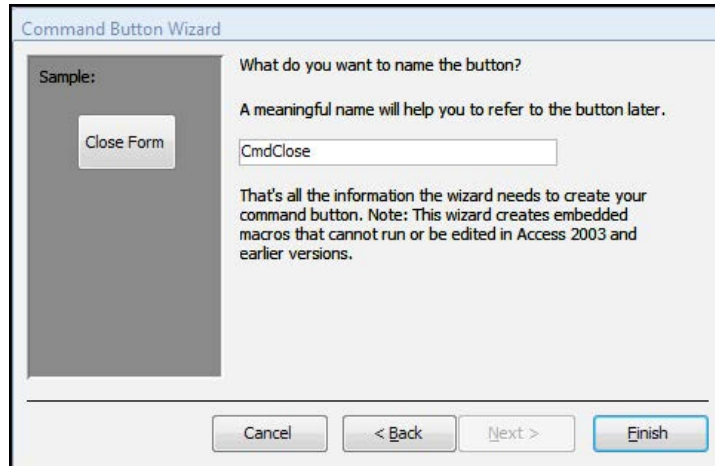 Command Button Wizard
Sample:
Close Form
What do you want to name the button?
A meaningful name will help you to refer to the button later.
CmdClose
That's all the information the wizard needs to create your
command button. Note: This wizard creates embedded
macros that cannot run or be edited in Access 2003 and
earlier versions.
Cancel
< Back
Next >
Finish